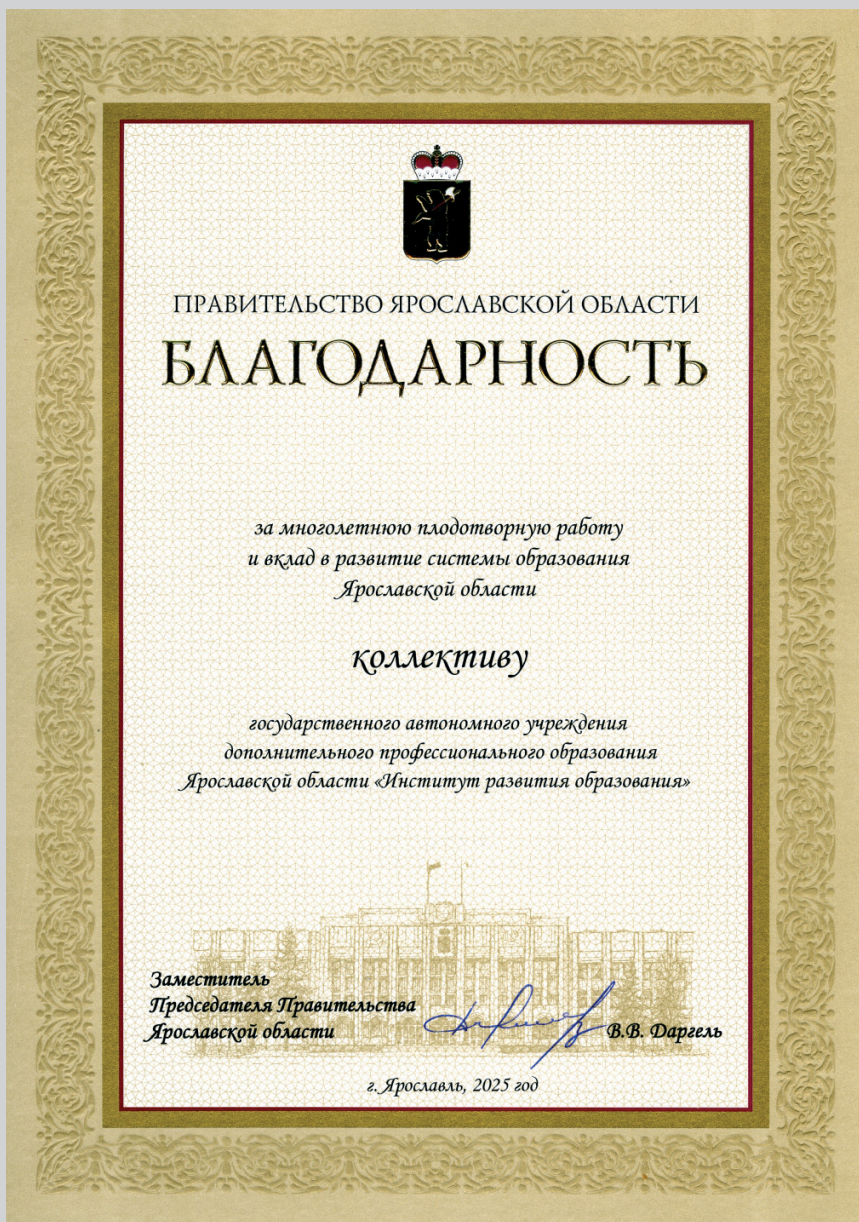 ПРАВИТЕЛЬСТВО ЯРОСЛАВСКОЙ ОБЛАСТИ
БЛАГОДАРНОСТЬ
за многолетнюю плодотворную работу
и вклад в развитие системы образования
Ярославской области
коллективу
государственного автономного учреждения
дополнительного профессионального образования
Ярославской области «Институт развития образования»
Заместитель
Председателя Правительства
Ярославской области
В.В. Даргель
г. Ярославль, 2025 год